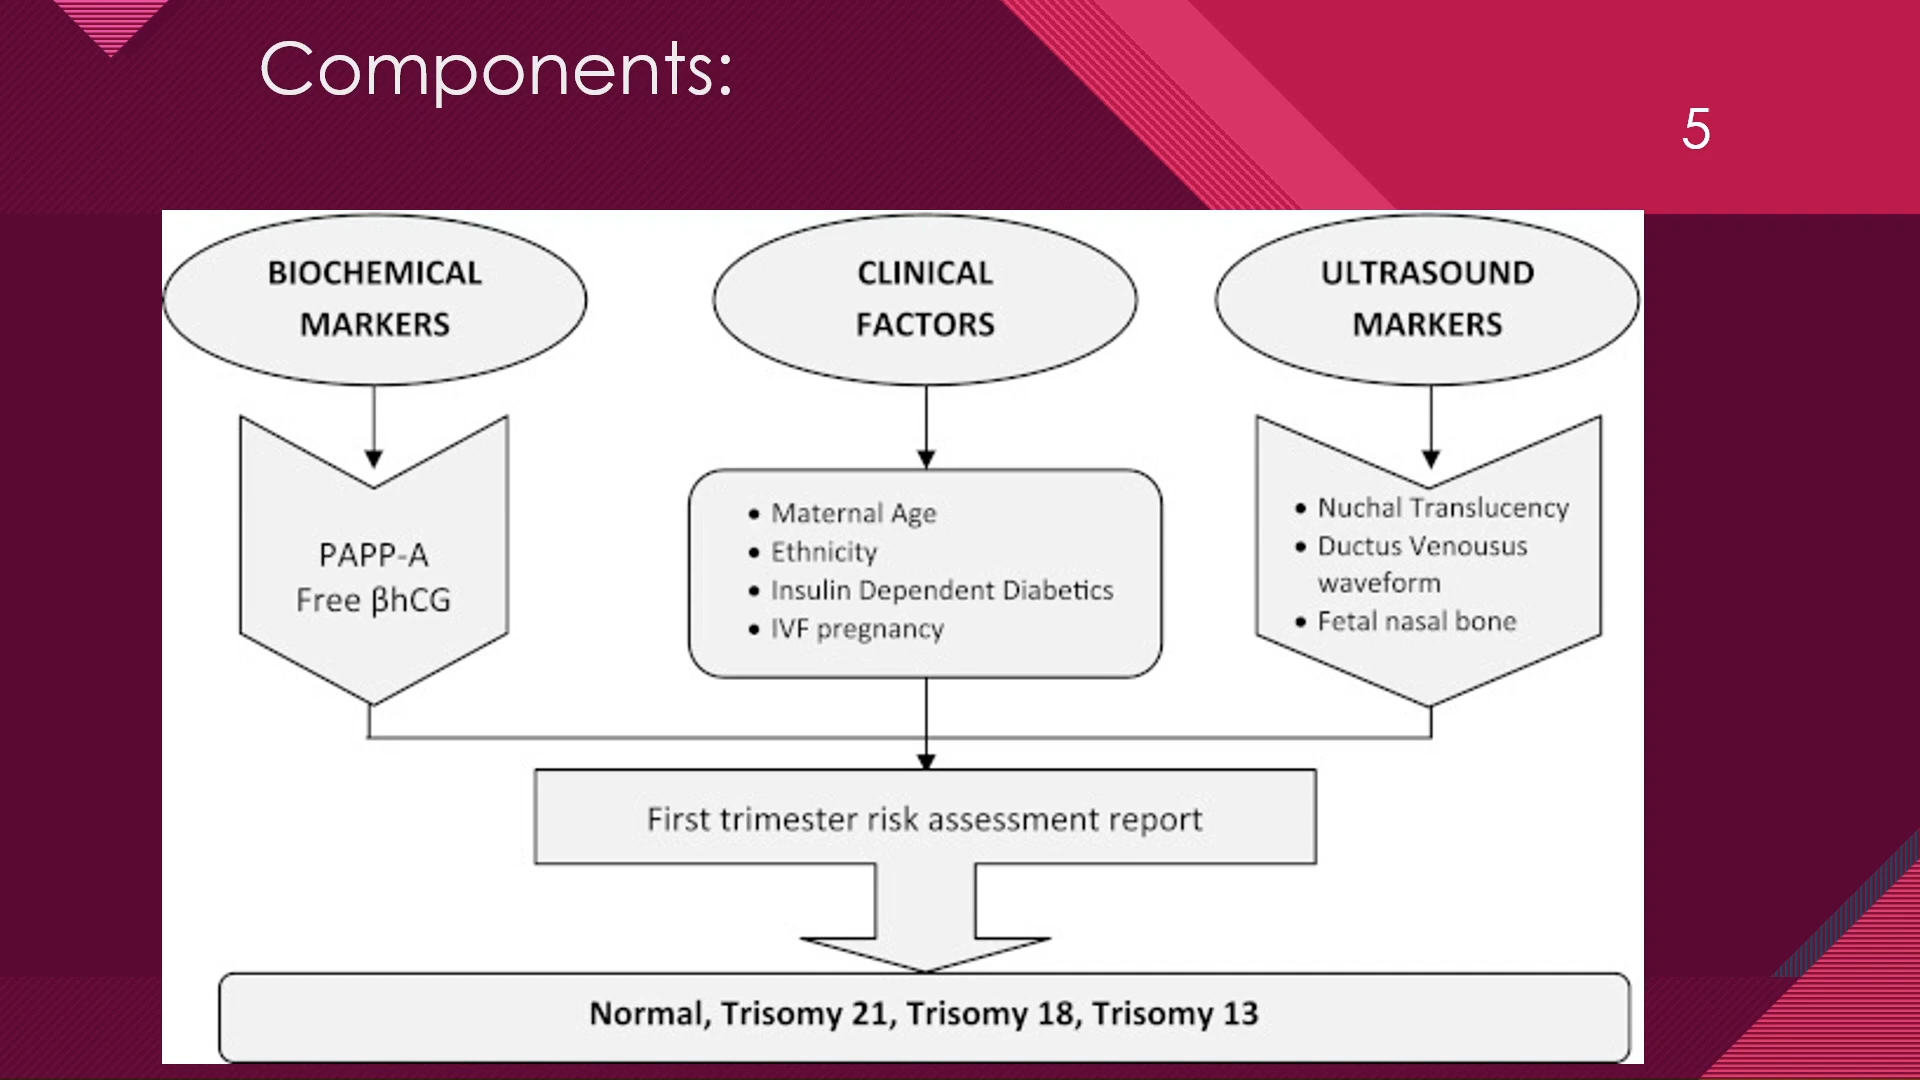 Components:
5
BIOCHEMICAL
MARKERS
CLINICAL
FACTORS
ULTRASOUND
MARKERS
PAPP-A
Free βhCG
• Maternal Age
• Ethnicity
• Insulin Dependent Diabetics
• IVF pregnancy
• Nuchal Translucency
• Ductus Venousus
waveform
• Fetal nasal bone
First trimester risk assessment report
Normal, Trisomy 21, Trisomy 18, Trisomy 13